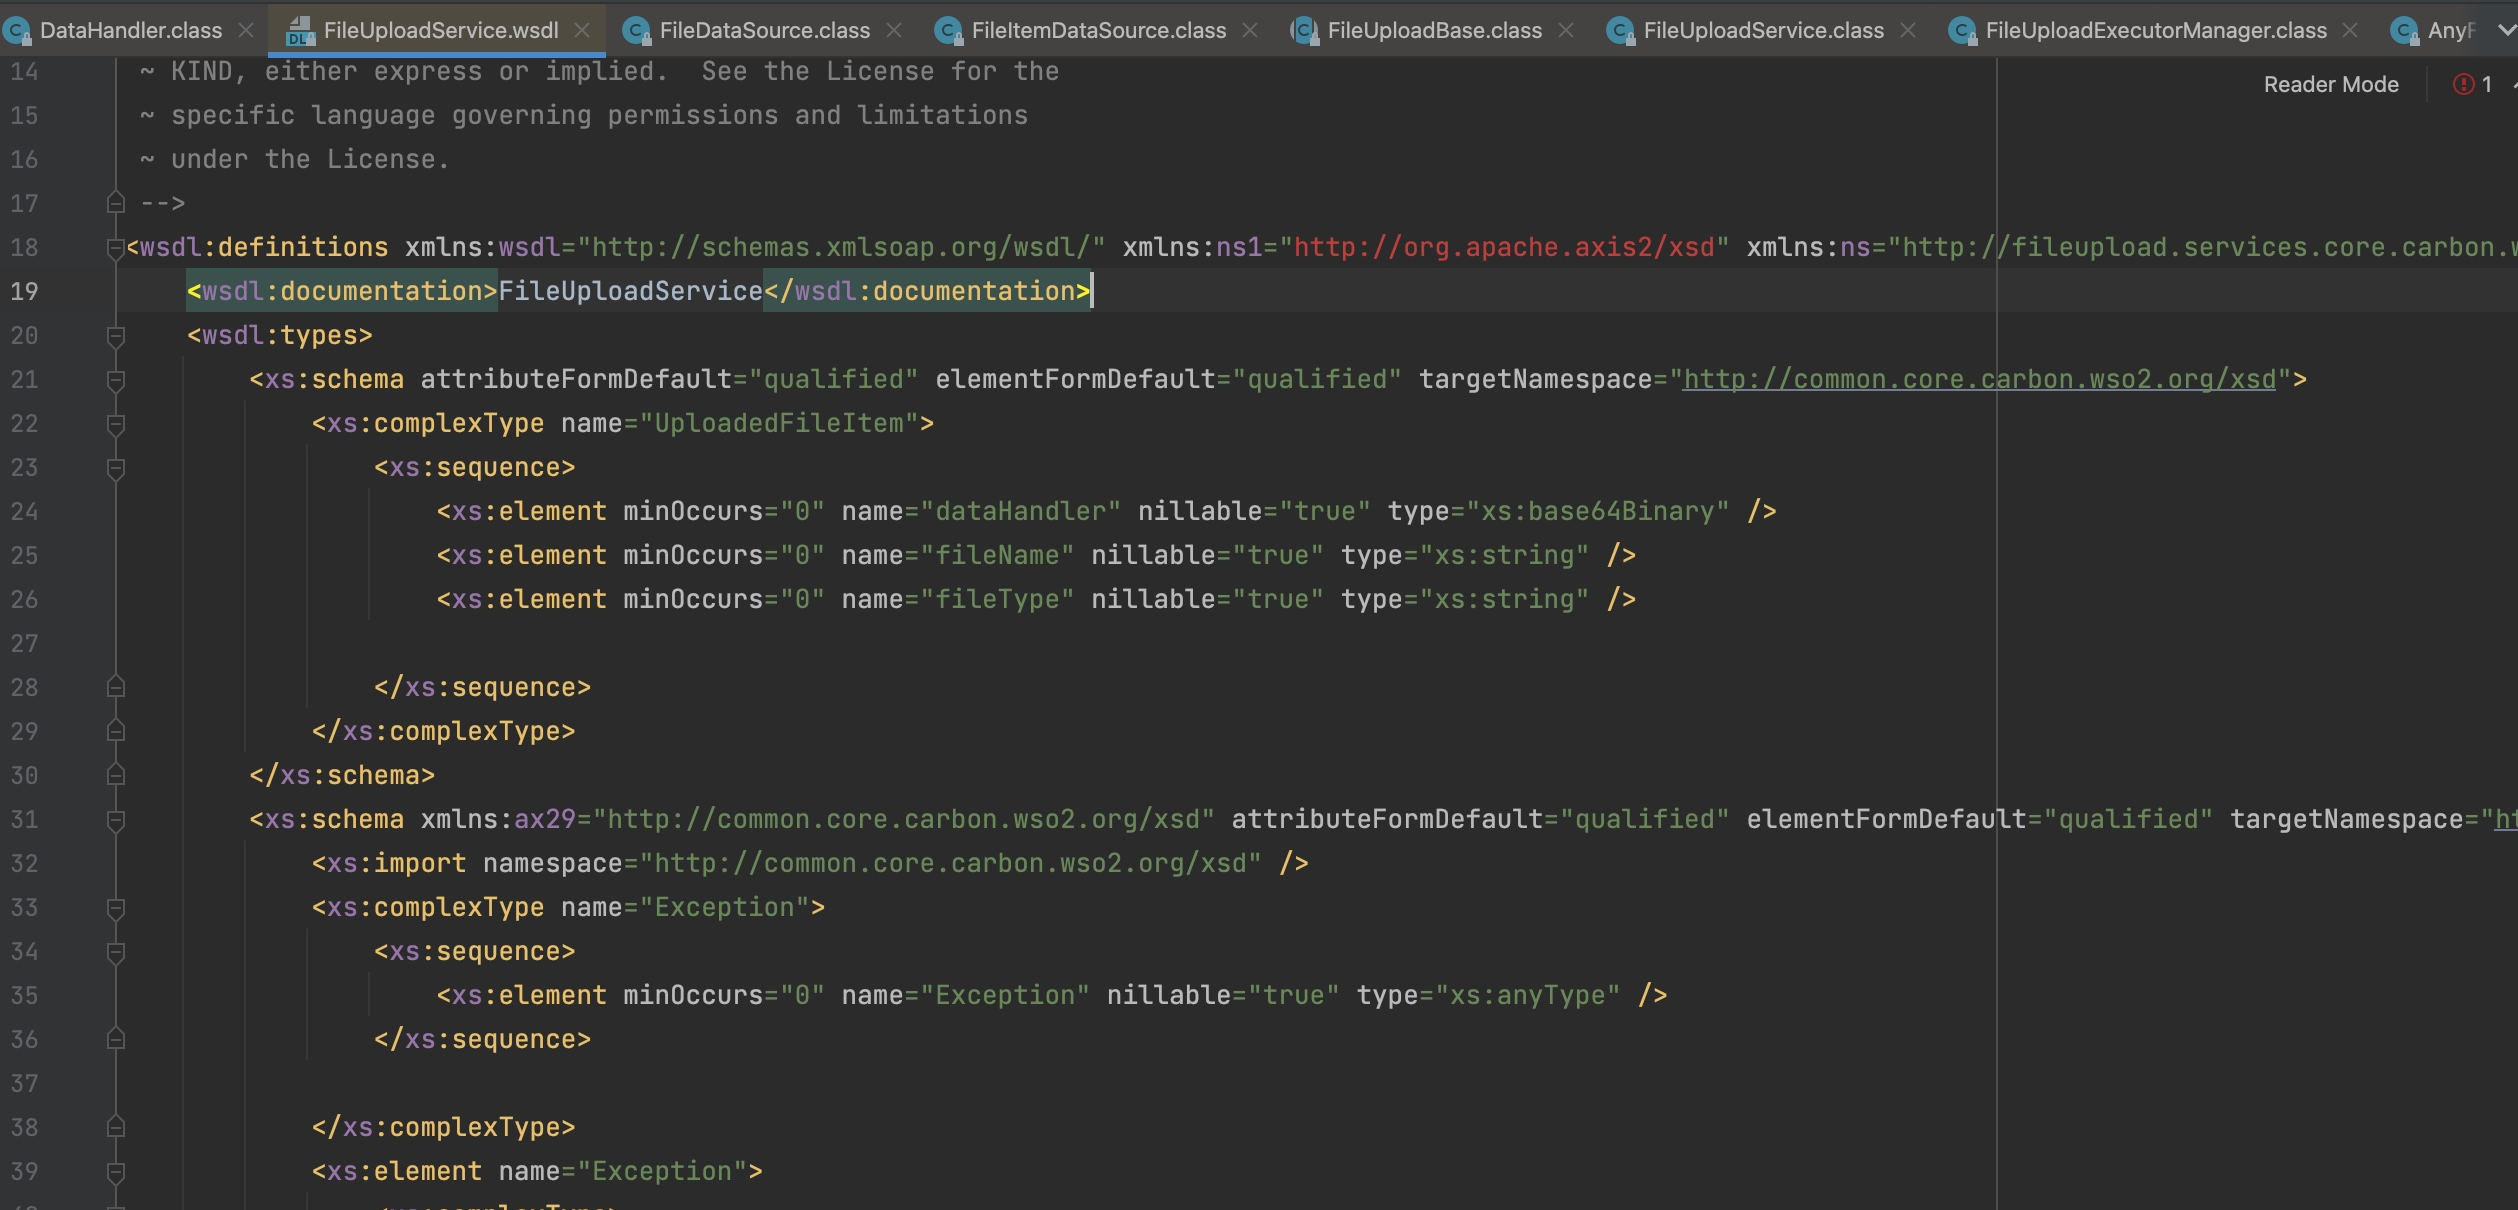 DataHandler.class FileUploadService.wsdl FileDataSource.class FileItemDataSource.class FileUploadBase.class FileUploadService.class FileUploadExecutorManager.class
Reader Mode 1
14 ~ KIND, either express or implied.  See the License for the
15 ~ specific language governing permissions and limitations
16 ~ under the License.
17 -->
18 <wsdl:definitions xmlns:wsdl="http://schemas.xmlsoap.org/wsdl/" xmlns:ns1="http://org.apache.axis2/xsd" xmlns:ns="http://fileupload.services.core.carbon.w
19 <wsdl:documentation>FileUploadService</wsdl:documentation>
20 <wsdl:types>
21 <xs:schema attributeFormDefault="qualified" elementFormDefault="qualified" targetNamespace="http://common.core.carbon.wso2.org/xsd">
22 <xs:complexType name="UploadedFileItem">
23 <xs:sequence>
24 <xs:element minOccurs="0" name="dataHandler" nillable="true" type="xs:base64Binary" />
25 <xs:element minOccurs="0" name="fileName" nillable="true" type="xs:string" />
26 <xs:element minOccurs="0" name="fileType" nillable="true" type="xs:string" />
27
28 </xs:sequence>
29 </xs:complexType>
30 </xs:schema>
31 <xs:schema xmlns:ax29="http://common.core.carbon.wso2.org/xsd" attributeFormDefault="qualified" elementFormDefault="qualified" targetNamespace="ht
32 <xs:import namespace="http://common.core.carbon.wso2.org/xsd" />
33 <xs:complexType name="Exception">
34 <xs:sequence>
35 <xs:element minOccurs="0" name="Exception" nillable="true" type="xs:anyType" />
36 </xs:sequence>
37
38 </xs:complexType>
39 <xs:element name="Exception">